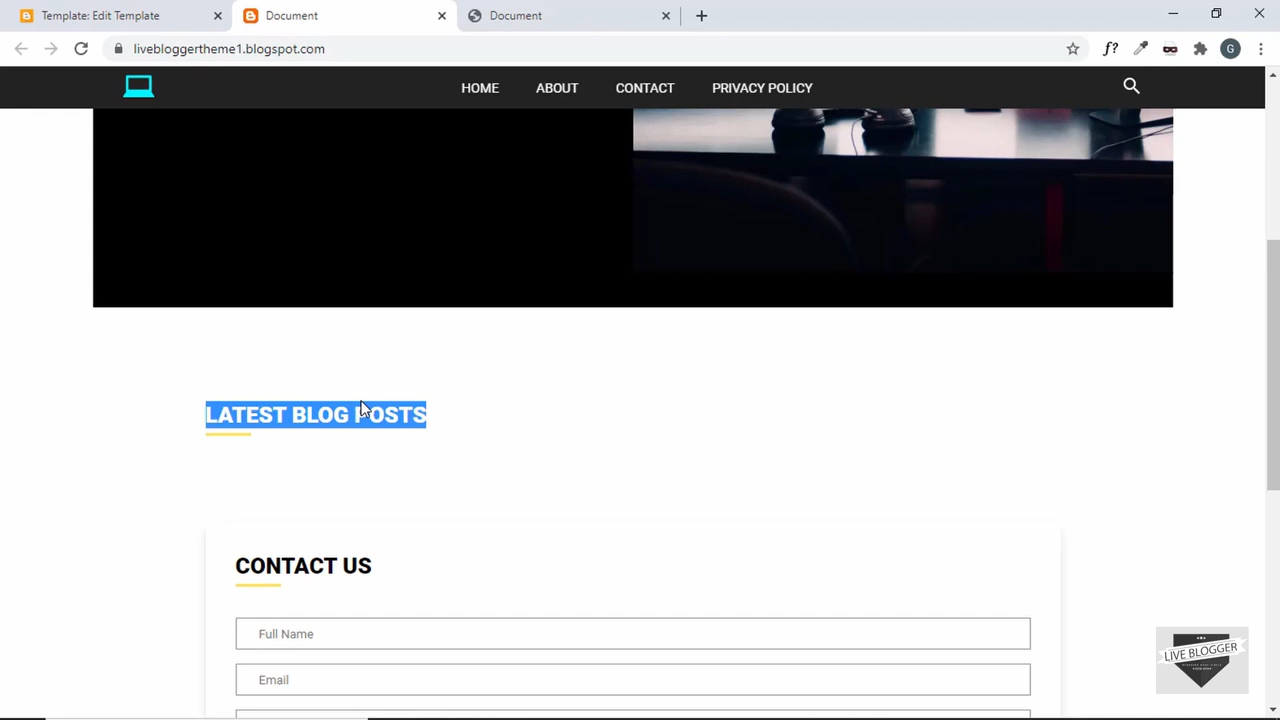 Template: Edit Template
Document
Document
livebloggertheme1.blogspot.com
f?
G
HOME
ABOUT
CONTACT
PRIVACY POLICY
LATEST BLOG POSTS
CONTACT US
Full Name
Email
LIVE BLOGGER